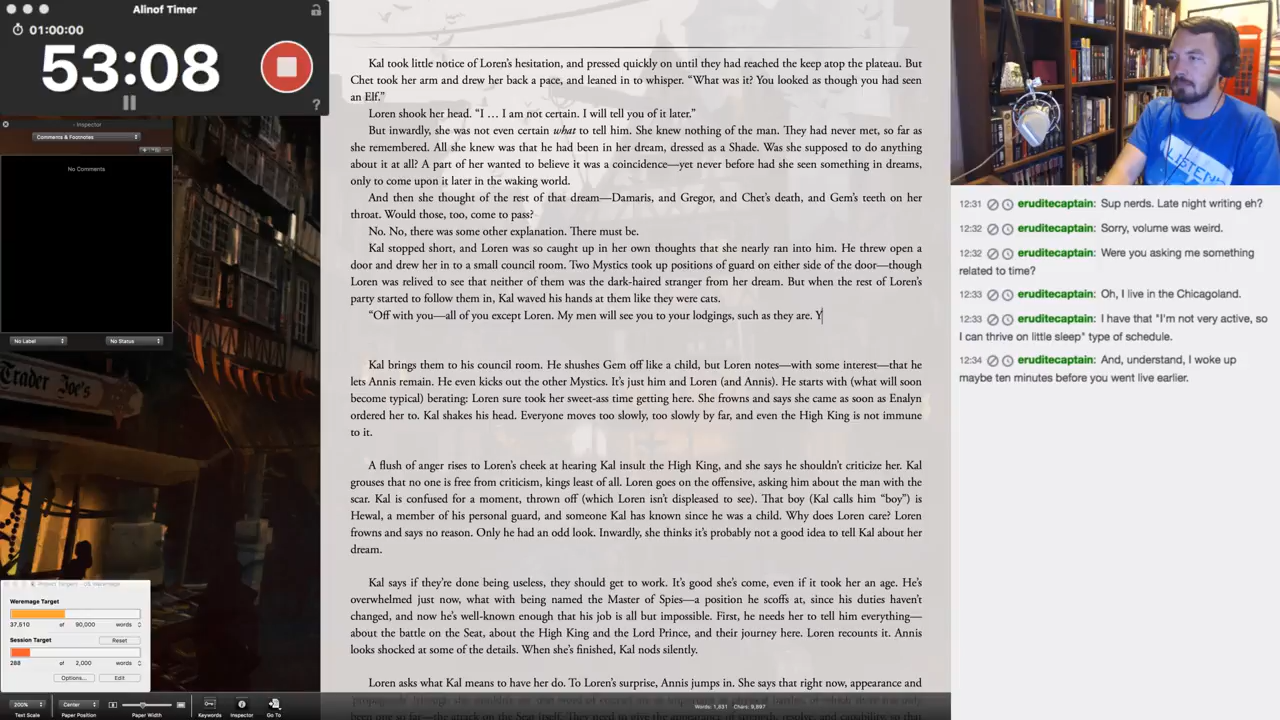 Alinof Timer
01:00:00
53:08
?
Inspector
Comments & Footnotes
No Comments
No Label
No Status
Trader Joe's
Weremage Target
37,510 of 90,000 words
Session Target
Reset
288 of 2,000 words
Options...
Edit
200%
Center
Text Scale
Paper Position
Paper Width
Keywords
Inspector
Go To
Kal took little notice of Loren's hesitation, and pressed quickly on until they had reached the keep atop the plateau. But
Chet took her arm and drew her back a pace, and leaned in to whisper. “What was it? You looked as though you had seen
an Elf.”
Loren shook her head. “I … I am not certain. I will tell you of it later.”
But inwardly, she was not even certain what to tell him. She knew nothing of the man. They had never met, so far as
she remembered. All she knew was that he had been in her dream, dressed as a Shade. Was she supposed to do anything
about it at all? A part of her wanted to believe it was a coincidence—yet never before had she seen something in dreams,
only to come upon it later in the waking world.
And then she thought of the rest of that dream—Damaris, and Gregor, and Chet's death, and Gem's teeth on her
throat. Would those, too, come to pass?
No. No, there was some other explanation. There must be.
Kal stopped short, and Loren was so caught up in her own thoughts that she nearly ran into him. He threw open a
door and drew her in to a small council room. Two Mystics took up positions of guard on either side of the door—though
Loren was relived to see that neither of them was the dark-haired stranger from her dream. But when the rest of Loren's
party started to follow them in, Kal waved his hands at them like they were cats.
“Off with you—all of you except Loren. My men will see you to your lodgings, such as they are. Y
Kal brings them to his council room. He shushes Gem off like a child, but Loren notes—with some interest—that he
lets Annis remain. He even kicks out the other Mystics. It's just him and Loren (and Annis). He starts with (what will soon
become typical) berating: Loren sure took her sweet-ass time getting here. She frowns and says she came as soon as Enalyn
ordered her to. Kal shakes his head. Everyone moves too slowly, too slowly by far, and even the High King is not immune
to it.
A flush of anger rises to Loren's cheek at hearing Kal insult the High King, and she says he shouldn't criticize her. Kal
grouses that no one is free from criticism, kings least of all. Loren goes on the offensive, asking him about the man with the
scar. Kal is confused for a moment, thrown off (which Loren isn't displeased to see). That boy (Kal calls him “boy”) is
Hewal, a member of his personal guard, and someone Kal has known since he was a child. Why does Loren care? Loren
frowns and says no reason. Only he had an odd look. Inwardly, she thinks it's probably not a good idea to tell Kal about her
dream.
Kal says if they're done being useless, they should get to work. It's good she's come, even if it took her an age. He's
overwhelmed just now, what with being named the Master of Spies—a position he scoffs at, since his duties haven't
changed, and now he's well-known enough that his job is all but impossible. First, he needs her to tell him everything—
about the battle on the Seat, about the High King and the Lord Prince, and their journey here. Loren recounts it. Annis
looks shocked at some of the details. When she's finished, Kal nods silently.
Loren asks what Kal means to have her do. To Loren's surprise, Annis jumps in. She says that right now, appearance and
Words: 1,831 Chars: 9,897
LISTEN
12:31 eruditecaptain: Sup nerds. Late night writing eh?
12:32 eruditecaptain: Sorry, volume was weird.
12:32 eruditecaptain: Were you asking me something
related to time?
12:33 eruditecaptain: Oh, I live in the Chicagoland.
12:33 eruditecaptain: I have that "I'm not very active, so
I can thrive on little sleep" type of schedule.
12:34 eruditecaptain: And, understand, I woke up
maybe ten minutes before you went live earlier.